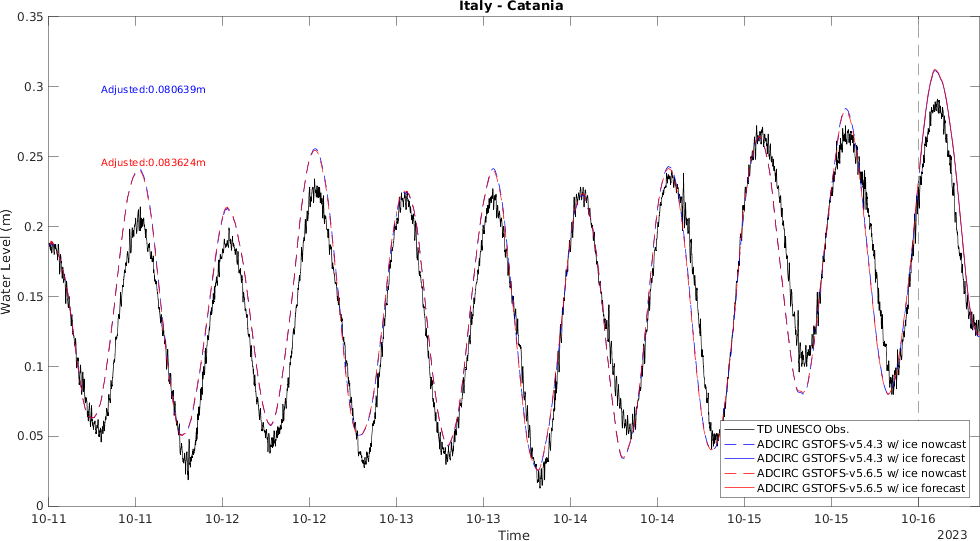 Italy - Catania
0.35
0.3
0.25
0.2
0.15
0.1
0.05
0
Water Level (m)
Adjusted:0.080639m
Adjusted:0.083624m
TD UNESCO Obs.
ADCIRC GSTOFS-v5.4.3 w/ ice nowcast
ADCIRC GSTOFS-v5.4.3 w/ ice forecast
ADCIRC GSTOFS-v5.6.5 w/ ice nowcast
ADCIRC GSTOFS-v5.6.5 w/ ice forecast
10-11 10-11 10-12 10-12 10-13 10-13 10-14 10-14 10-15 10-15 10-16
Time
2023